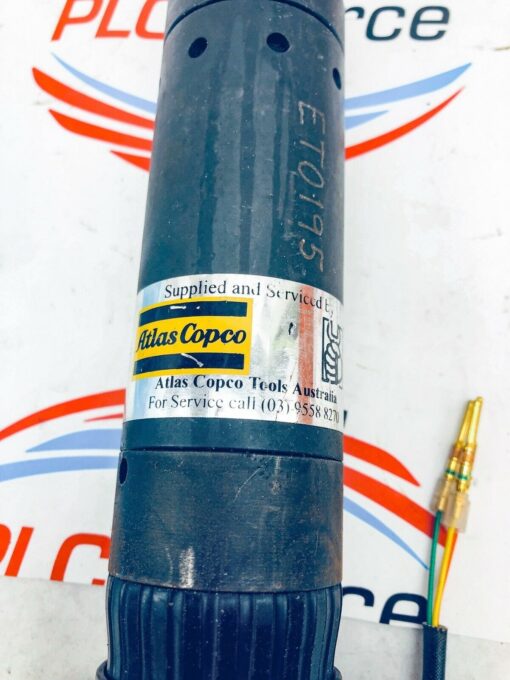 PLC
rce
ET0195
Supplied and Serviced by
Atlas Copco
Atlas Copco Tools Australia
For Service call (03) 9558 8270
PLC
rce